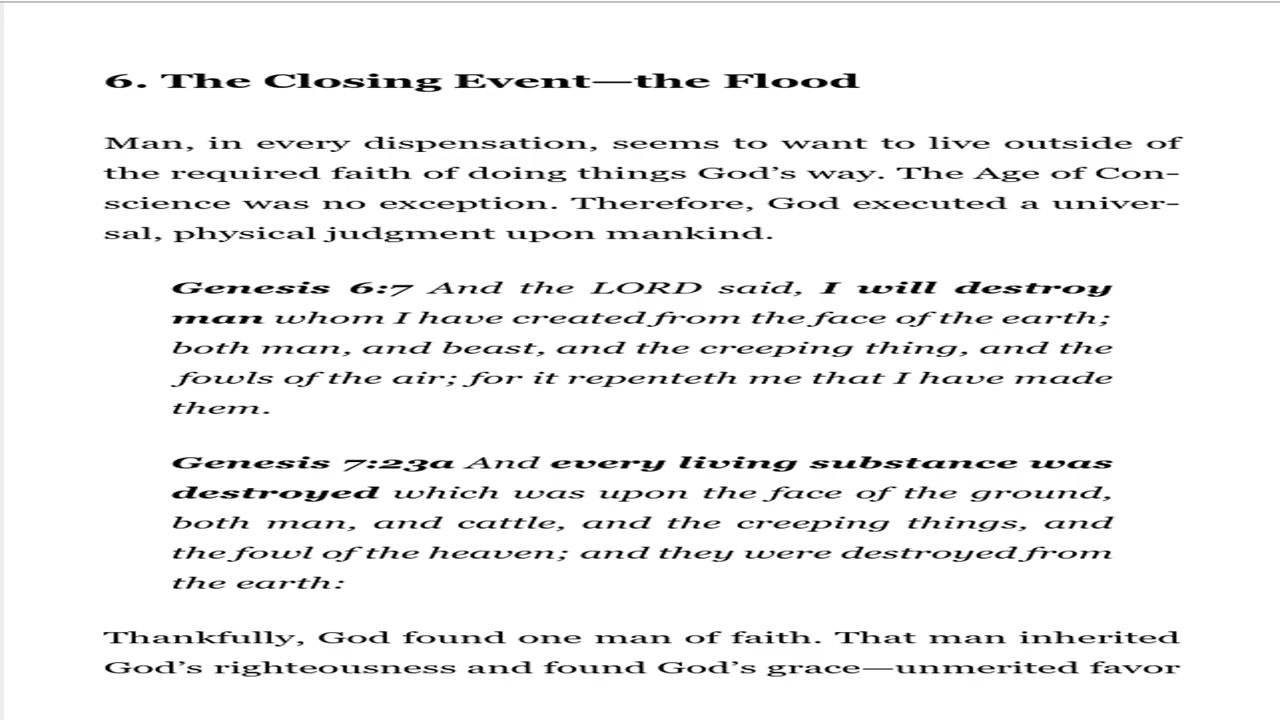 6. The Closing Event—the Flood
Man, in every dispensation, seems to want to live outside of
the required faith of doing things God’s way. The Age of Con-
science was no exception. Therefore, God executed a univer-
sal, physical judgment upon mankind.
Genesis 6:7 And the LORD said, I will destroy
man whom I have created from the face of the earth;
both man, and beast, and the creeping thing, and the
fowls of the air; for it repenteth me that I have made
them.
Genesis 7:23a And every living substance was
destroyed which was upon the face of the ground,
both man, and cattle, and the creeping things, and
the fowl of the heaven; and they were destroyed from
the earth:
Thankfully, God found one man of faith. That man inherited
God’s righteousness and found God’s grace—unmerited favor